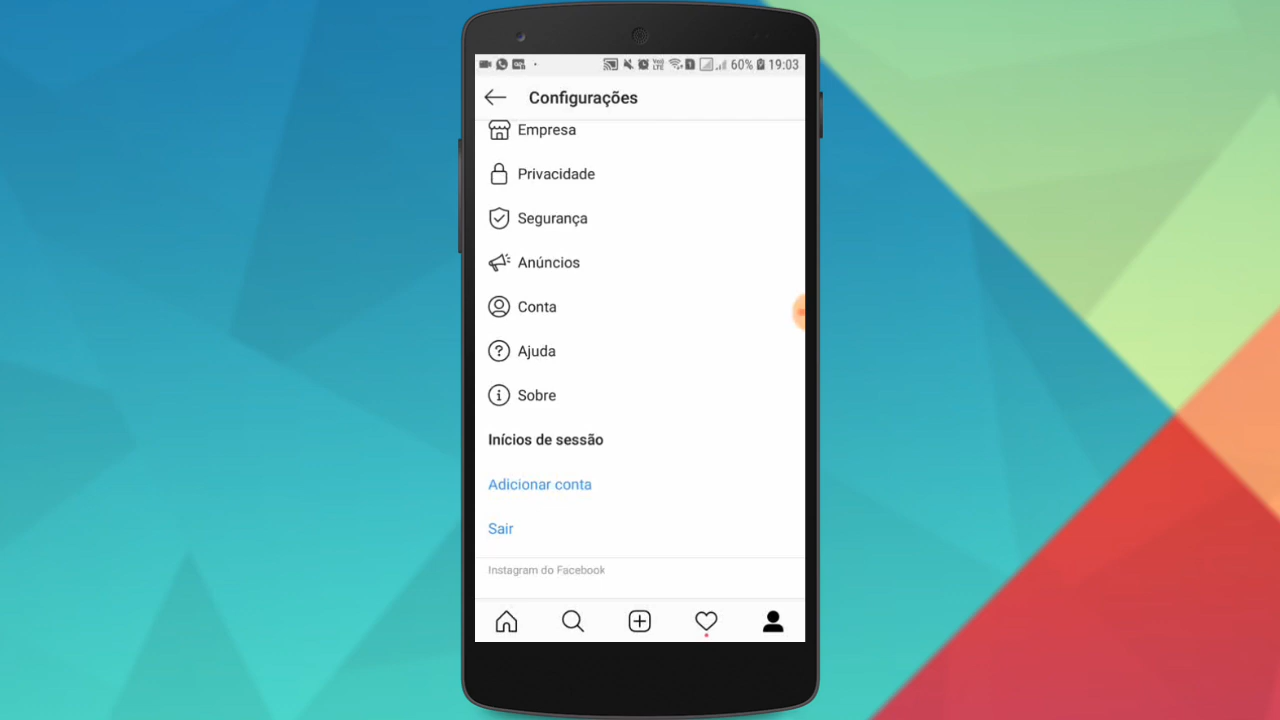 60% 19:03
Configurações
Empresa
Privacidade
Segurança
Anúncios
Conta
Ajuda
Sobre
Inícios de sessão
Adicionar conta
Sair
Instagram do Facebook